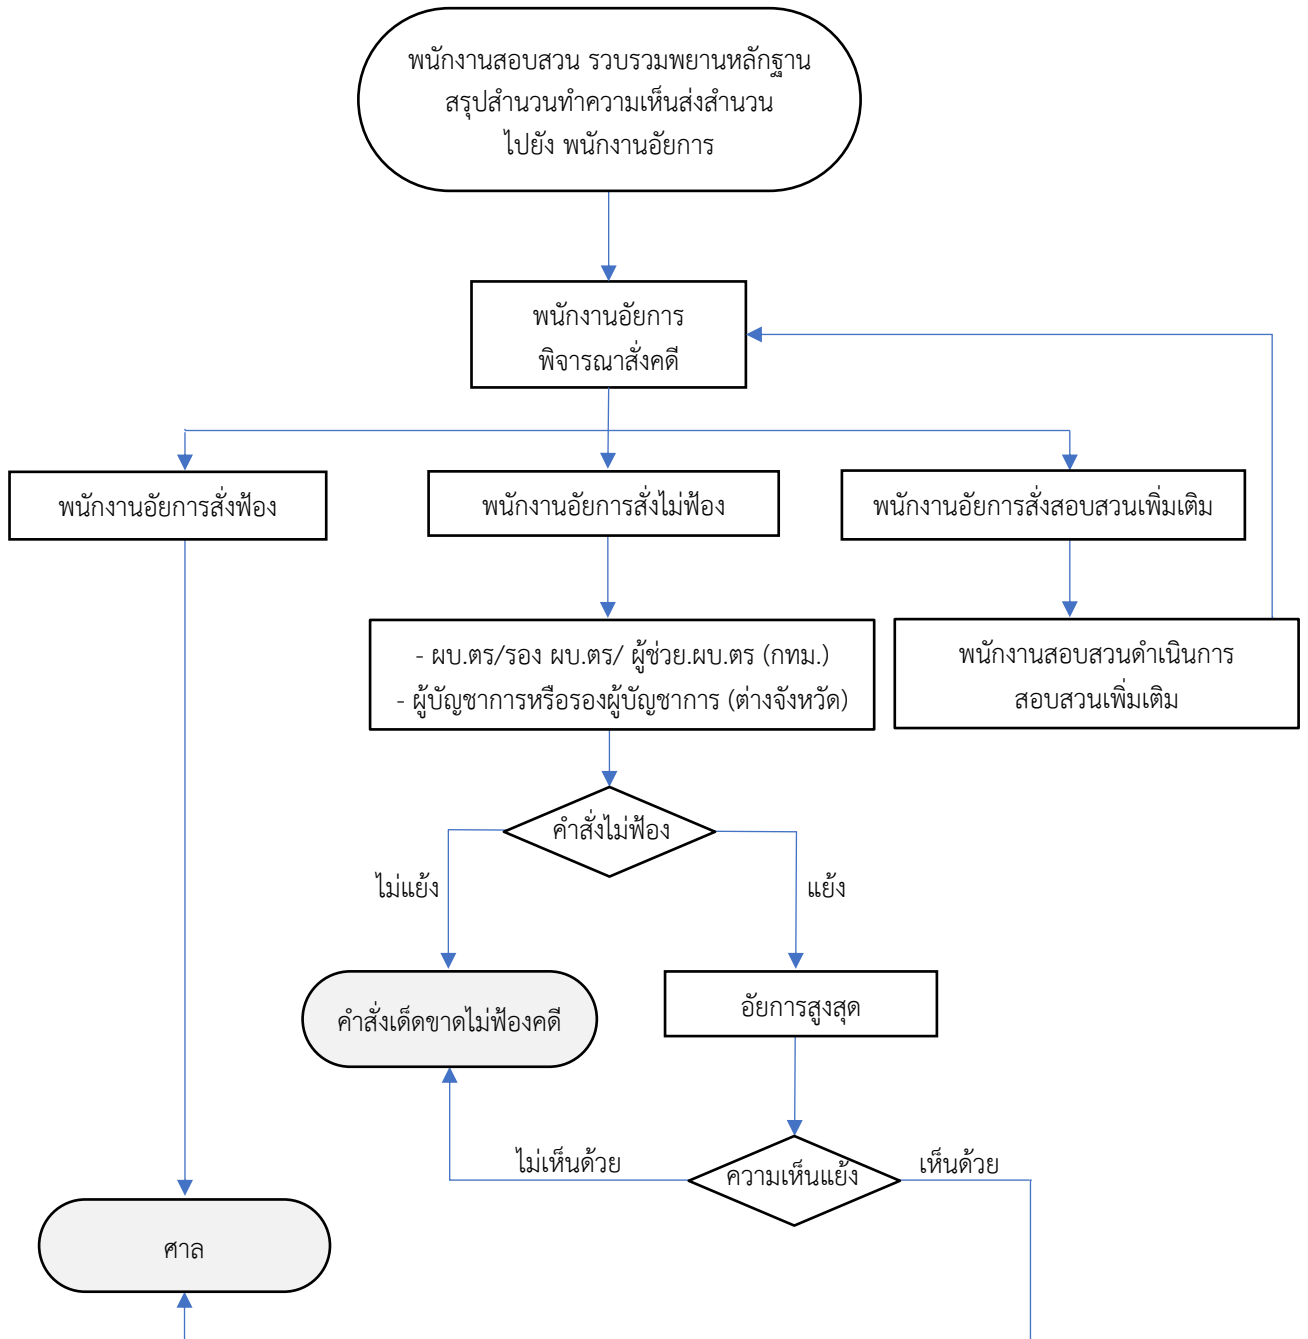 พนักงานสอบสวน รวบรวมพยานหลักฐาน
สรุปสำนวนทำความเห็นส่งสำนวน
ไปยัง พนักงานอัยการ
พนักงานอัยการ
พิจารณาสั่งคดี
พนักงานอัยการสั่งฟ้อง
พนักงานอัยการสั่งไม่ฟ้อง
พนักงานอัยการสั่งสอบสวนเพิ่มเติม
- ผบ.ตร/รอง ผบ.ตร/ ผู้ช่วย.ผบ.ตร (กทม.)
- ผู้บัญชาการหรือรองผู้บัญชาการ (ต่างจังหวัด)
พนักงานสอบสวนดำเนินการ
สอบสวนเพิ่มเติม
คำสั่งไม่ฟ้อง
ไม่แย้ง
แย้ง
คำสั่งเด็ดขาดไม่ฟ้องคดี
อัยการสูงสุด
ไม่เห็นด้วย
ความเห็นแย้ง
เห็นด้วย
ศาล